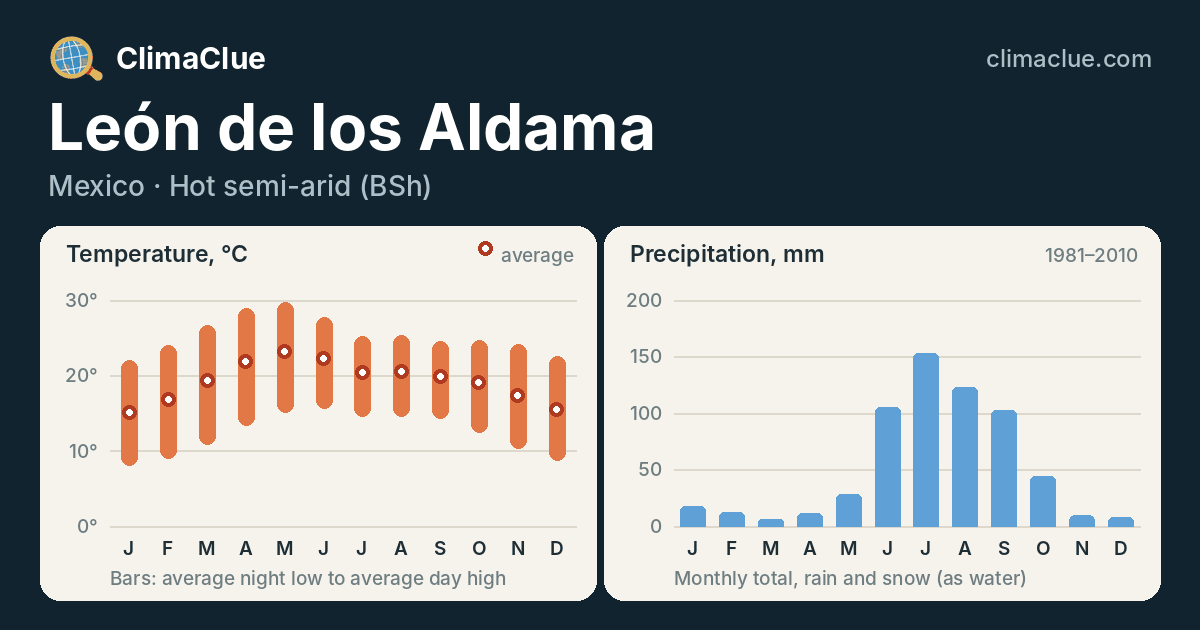 ClimaClue
climaclue.com
León de los Aldama
Mexico · Hot semi-arid (BSh)
Temperature, °C
average
30°
20°
10°
0°
J F M A M J J A S O N D
Bars: average night low to average day high
Precipitation, mm
1981–2010
200
150
100
50
0
J F M A M J J A S O N D
Monthly total, rain and snow (as water)